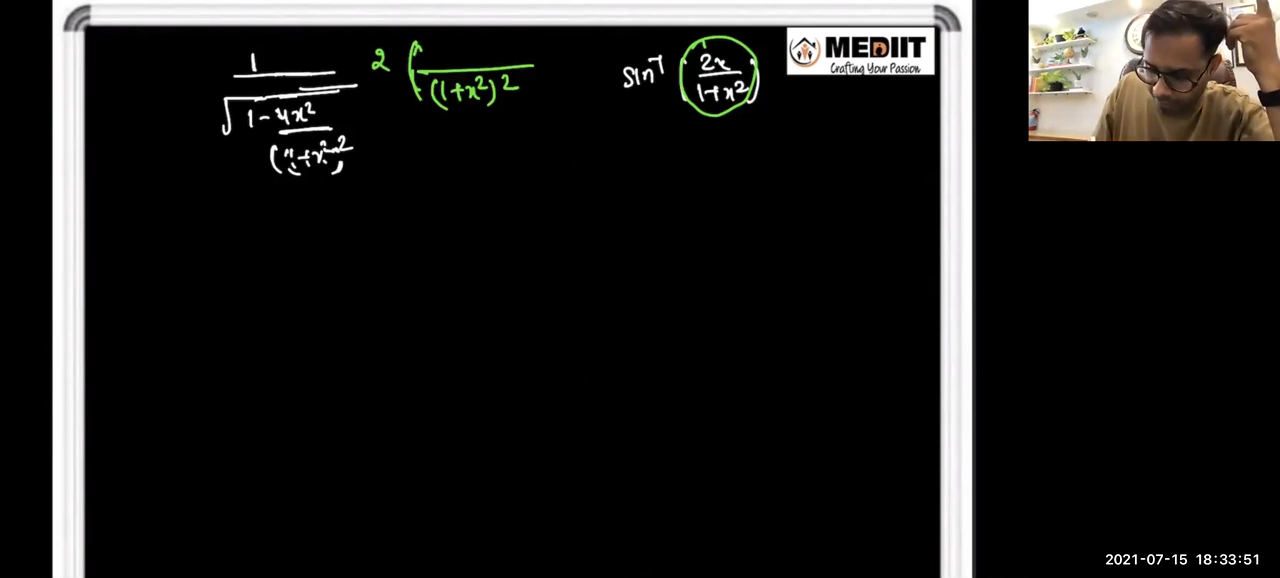 1
√1 - 4x²
(1+x²)²
2 (
(1+x²)²
sin⁻¹ (2x
1+x²)
MEDIIT
Crafting Your Passion
2021-07-15 18:33:51